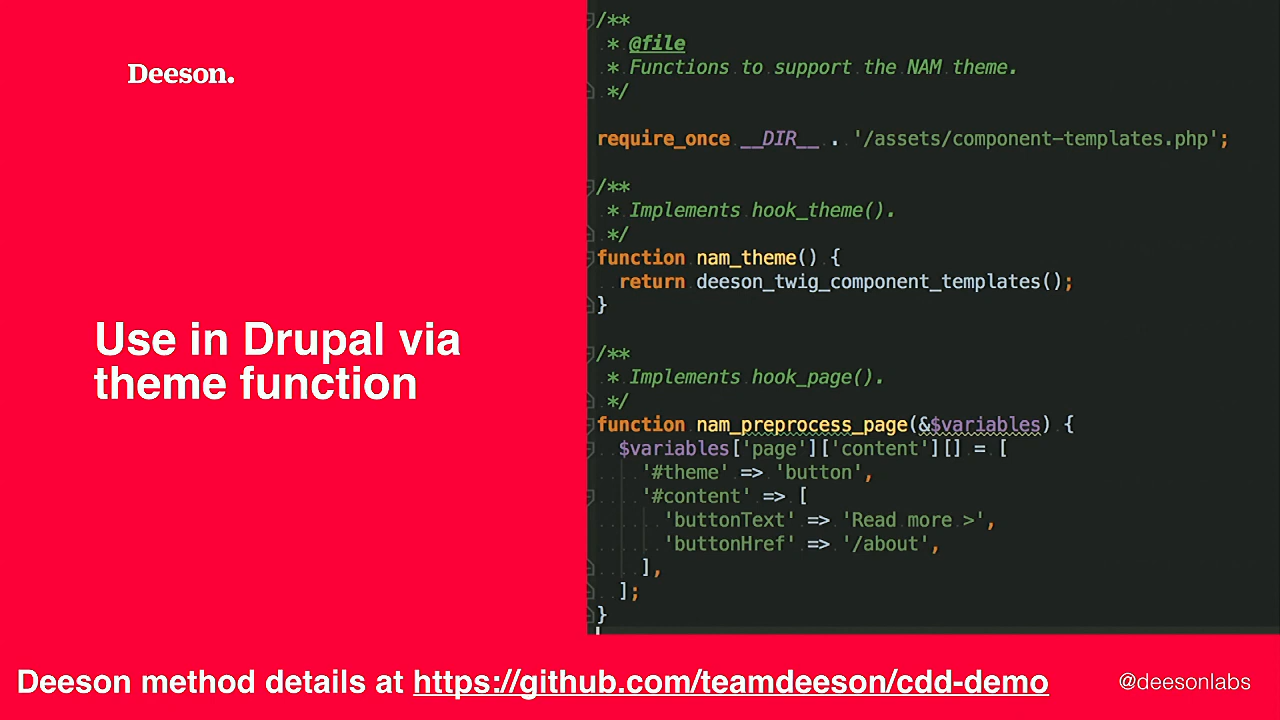 Deeson.
Use in Drupal via
theme function
/**
 * @file
 * Functions to support the NAM theme.
 */
require_once __DIR__ . '/assets/component-templates.php';
/**
 * Implements hook_theme().
 */
function nam_theme() {
  return deeson_twig_component_templates();
}
/**
 * Implements hook_page().
 */
function nam_preprocess_page(&$variables) {
  $variables['page']['content'][] = [
    '#theme' => 'button',
    '#content' => [
      'buttonText' => 'Read more >',
      'buttonHref' => '/about',
    ],
  ];
}
Deeson method details at https://github.com/teamdeeson/cdd-demo
@deesonlabs